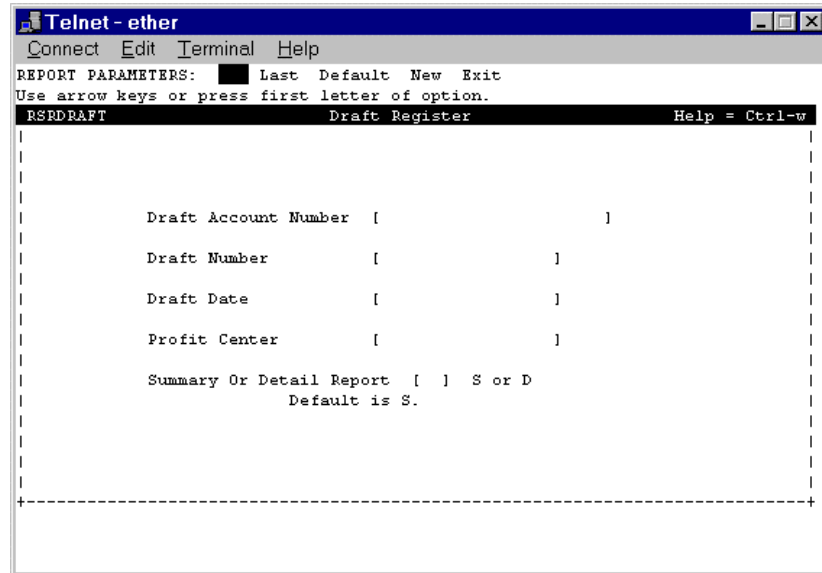 Telnet - ether
Connect Edit Terminal Help
REPORT PARAMETERS: Last Default New Exit
Use arrow keys or press first letter of option.
RSRDRAFT Draft Register Help = Ctrl-w
Draft Account Number [ ]
Draft Number [ ]
Draft Date [ ]
Profit Center [ ]
Summary Or Detail Report [ ] S or D
Default is S.